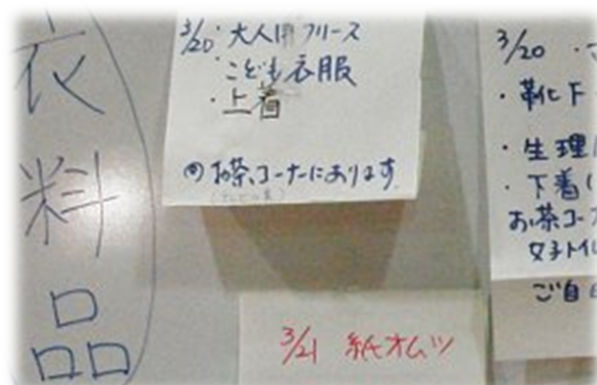 衣料品
3/20・大人用フリース
・こども衣服
・上着
お茶コーナーにあります
3/20
・靴下
・生理
・下着
お茶コー
女子トイ
ご自
3/21 紙オムツ